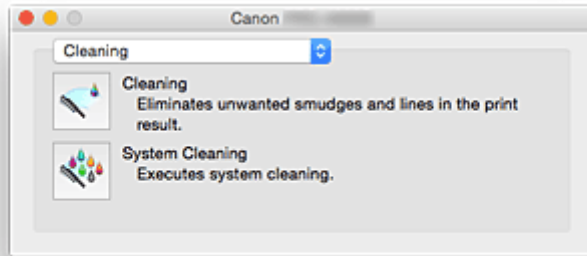 Canon
Cleaning
Cleaning
Eliminates unwanted smudges and lines in the print
result.
System Cleaning
Executes system cleaning.